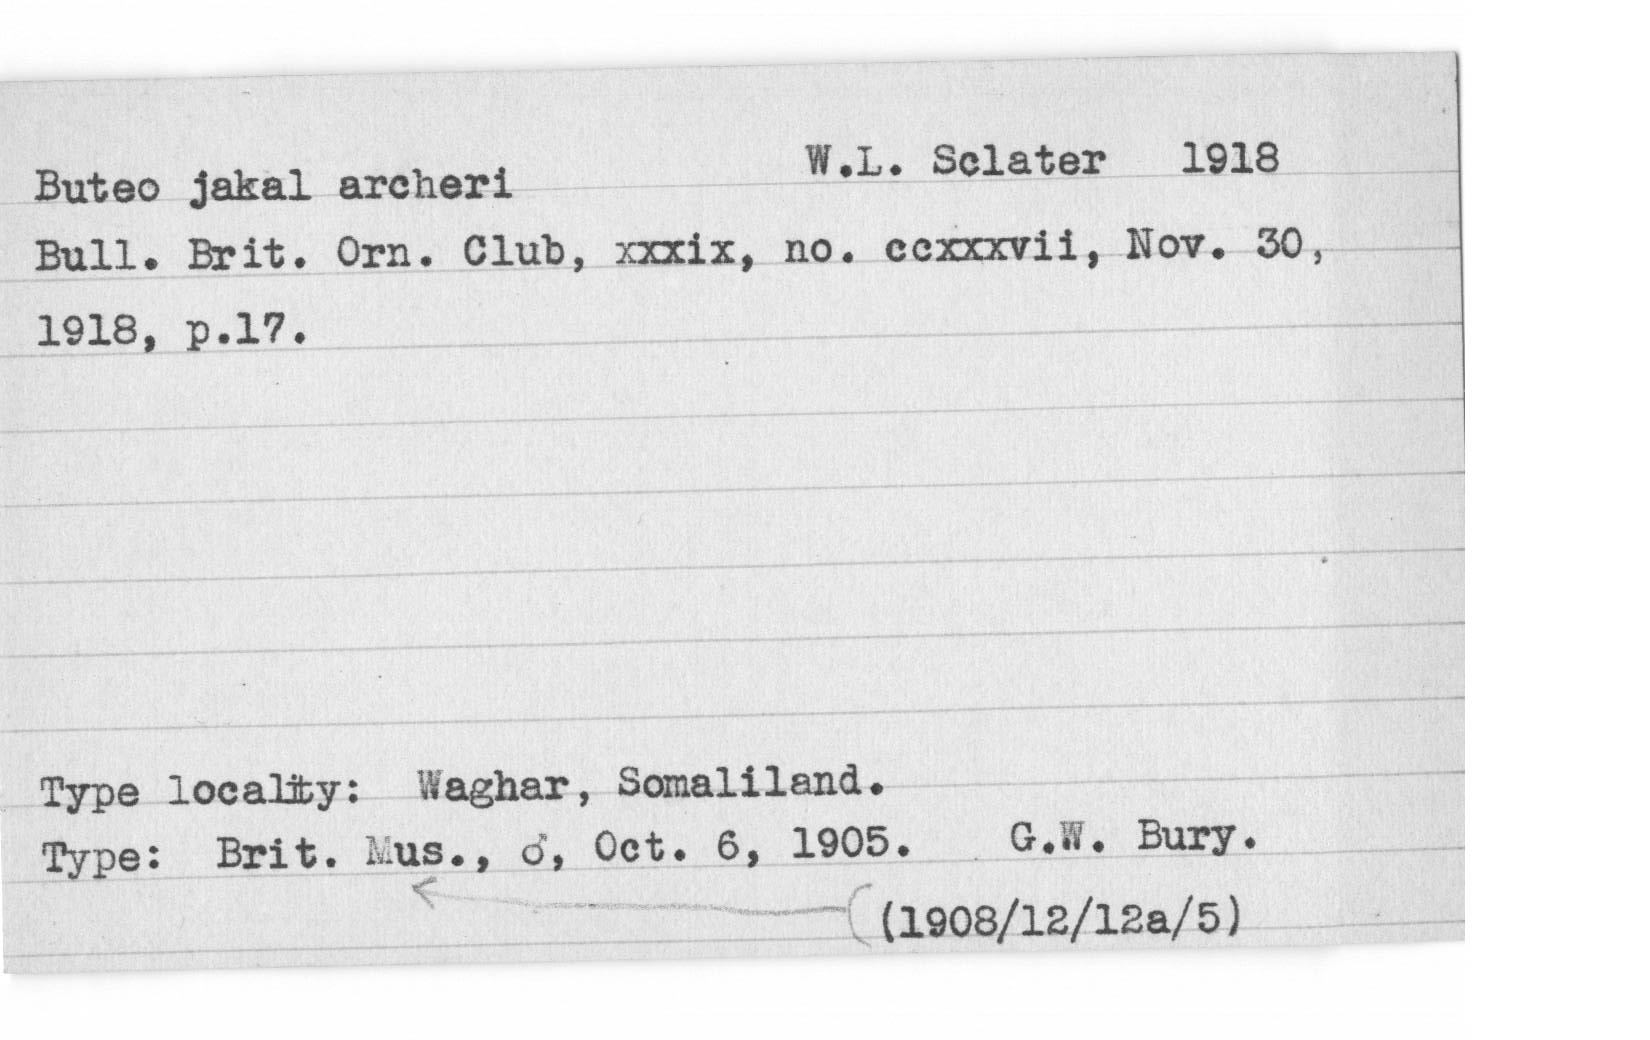 Buteo jakal archeri W.L. Sclater 1918
Bull. Brit. Orn. Club, xxxix, no. ccxxxvii, Nov. 30,
1918, p.17.
Type locality: Waghar, Somaliland.
Type: Brit. Mus., ♂, Oct. 6, 1905. G.W. Bury.
(1908/12/12a/5)